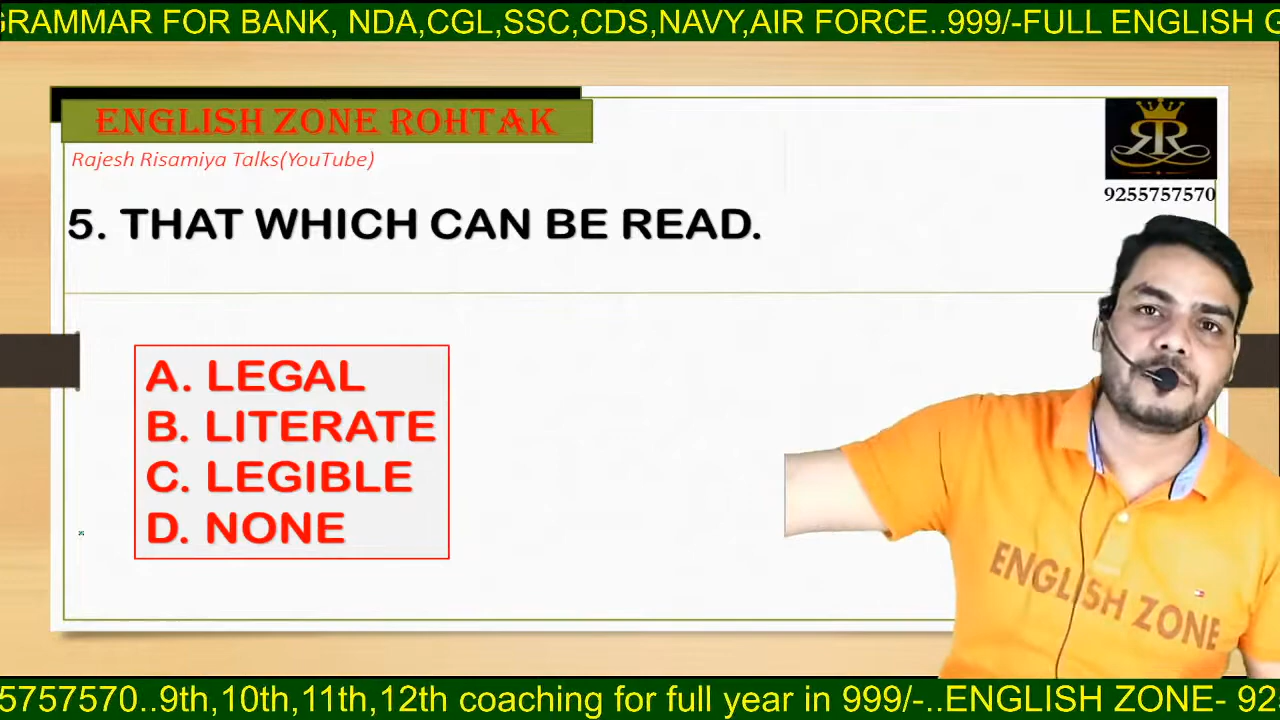 GRAMMAR FOR BANK, NDA,CGL,SSC,CDS,NAVY,AIR FORCE..999/-FULL ENGLISH G
ENGLISH ZONE ROHTAK
Rajesh Risamiya Talks(YouTube)
RR
9255757570
5. THAT WHICH CAN BE READ.
A. LEGAL
B. LITERATE
C. LEGIBLE
D. NONE
ENGLISH ZONE
5757570..9th,10th,11th,12th coaching for full year in 999/-..ENGLISH ZONE- 92